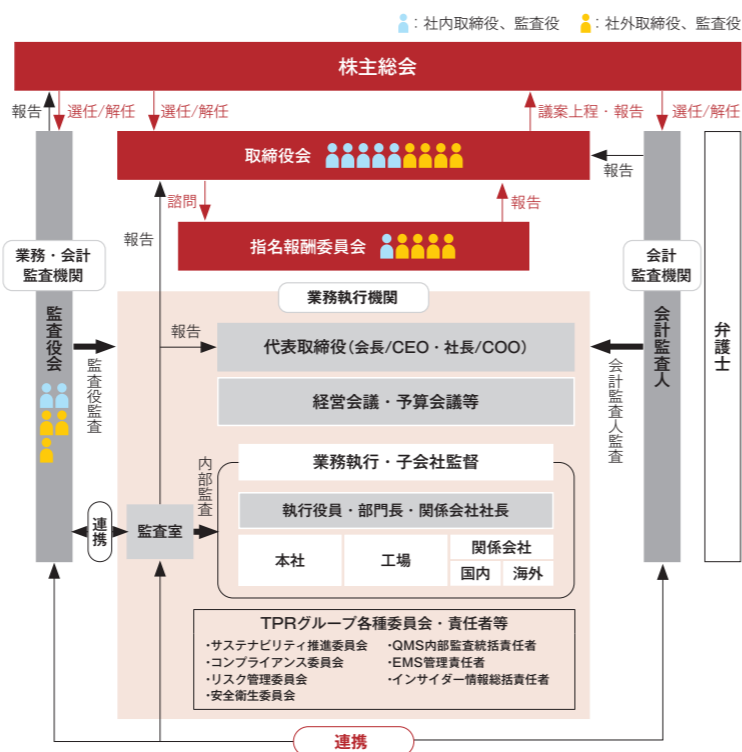 ：社内取締役、監査役　：社外取締役、監査役
株主総会
報告
選任/解任
選任/解任
議案上程・報告
選任/解任
取締役会
報告
諮問
報告
報告
指名報酬委員会
業務・会計
監査機関
会計
監査機関
業務執行機関
監査役会
会計監査人
弁護士
報告
代表取締役（会長/CEO・社長/COO）
監査役監査
会計監査人監査
経営会議・予算会議等
内部監査
業務執行・子会社監督
執行役員・部門長・関係会社社長
連携
監査室
本社
工場
関係会社
国内
海外
TPRグループ各種委員会・責任者等
・サステナビリティ推進委員会
・コンプライアンス委員会
・リスク管理委員会
・安全衛生委員会
・QMS内部監査統括責任者
・EMS管理責任者
・インサイダー情報総括責任者
連携